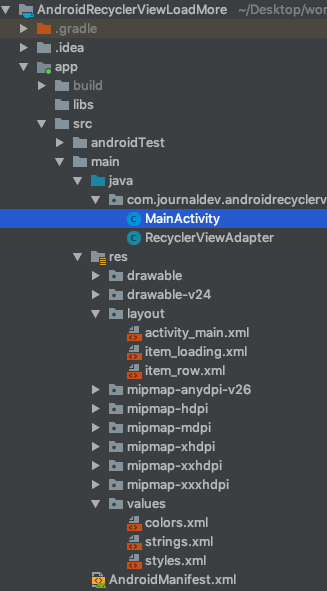 AndroidRecyclerViewLoadMore ~/Desktop/wor
.gradle
.idea
app
build
libs
src
androidTest
main
java
com.journaldev.androidrecyclerv
MainActivity
RecyclerViewAdapter
res
drawable
drawable-v24
layout
activity_main.xml
item_loading.xml
item_row.xml
mipmap-anydpi-v26
mipmap-hdpi
mipmap-mdpi
mipmap-xhdpi
mipmap-xxhdpi
mipmap-xxxhdpi
values
colors.xml
strings.xml
styles.xml
AndroidManifest.xml